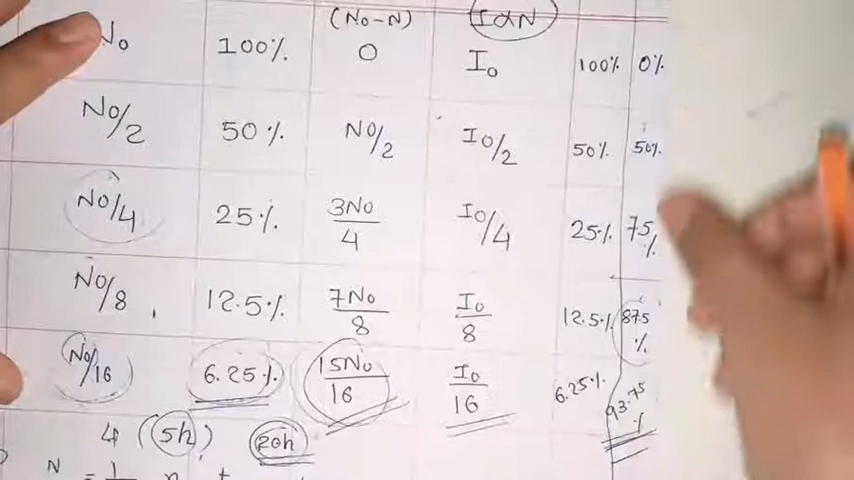 (No-N) IαN
No 100% 0 Io 100% 0%
No/2 50% No/2 Io/2 50% 50%
No/4 25% 3No/4 Io/4 25% 75%
No/8 12.5% 7No/8 Io/8 12.5% 87.5%
No/16 6.25% 15No/16 Io/16 6.25% 93.75%
4 (5h) 20h
N = 1 n t